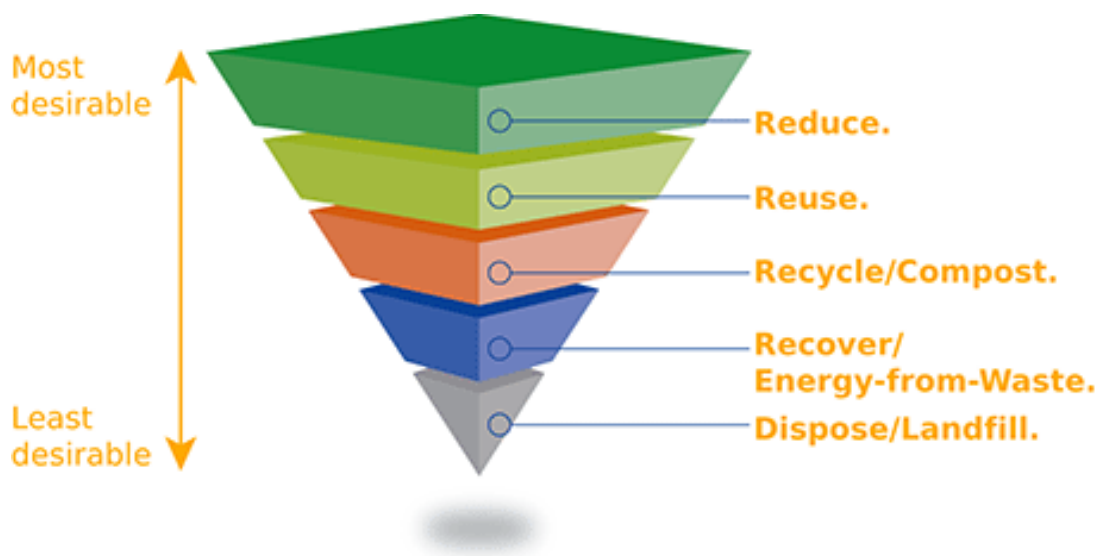 Most
desirable
Reduce.
Reuse.
Recycle/Compost.
Recover/
Energy-from-Waste.
Least
desirable
Dispose/Landfill.